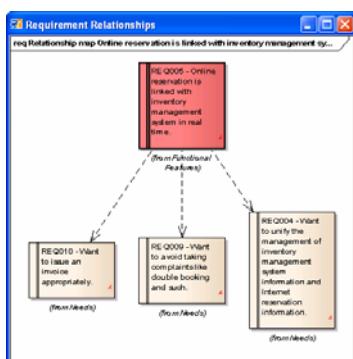 Requirement Relationships
req Relationship map Online reservation is linked with inventory management sy...
REQ005 - Online
reservation is
linked with
inventory
management
system in real
time.
(from Functional
Features)
REQ010 - Want
to issue an
invoice
appropriately.
(from Needs)
REQ009 - Want
to avoid taking
complaints like
double booking
and such.
(from Needs)
REQ004 - Want
to unify the
management of
inventory
management
system
information and
Internet
reservation
information.
(from Needs)